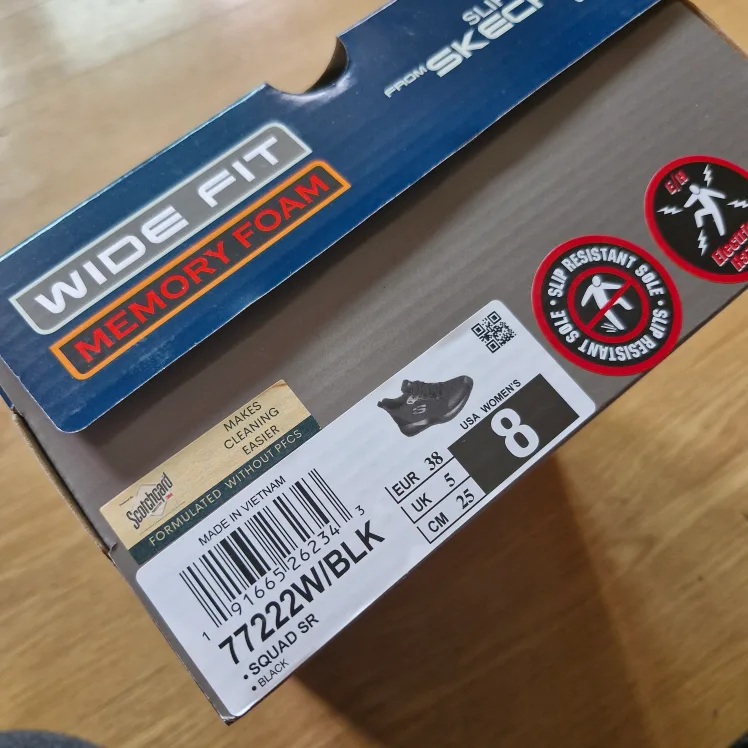 SLIP
FROM SKECH
WIDE FIT
MEMORY FOAM
E/H
SLIP RESISTANT SOLE • SLIP RESISTANT SOLE •
MAKES
CLEANING
EASIER
Scotchgard
FORMULATED WITHOUT PFCS
MADE IN VIETNAM
1 91665 26234 3
77222W/BLK
• SQUAD SR
• BLACK
S
USA WOMEN'S
8
EUR 38
UK 5
CM 25